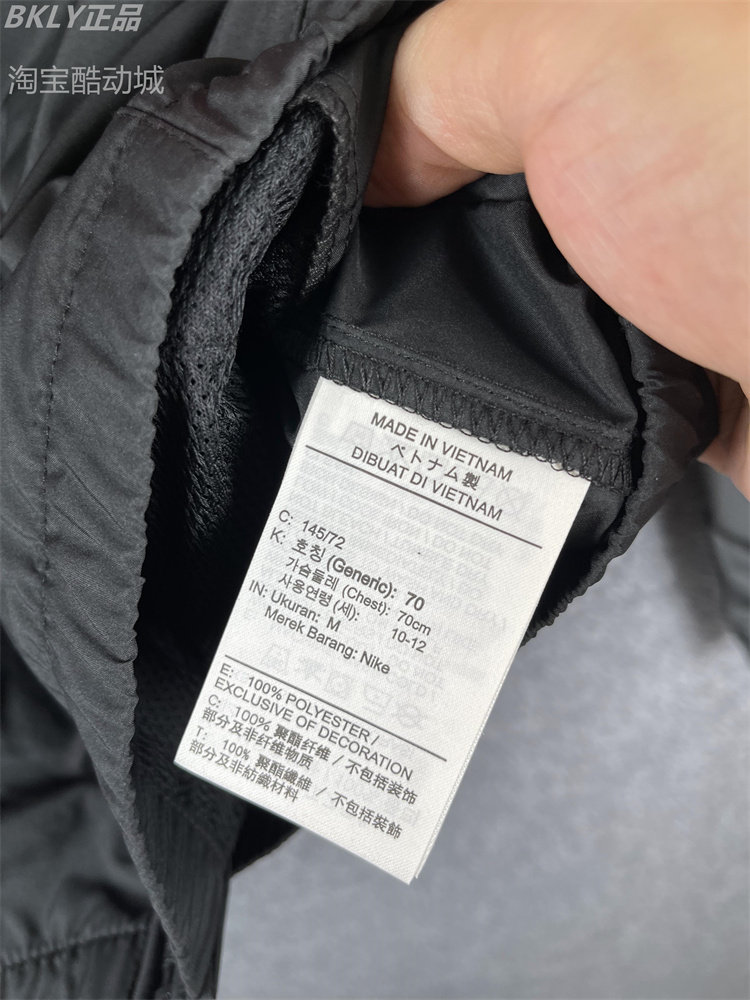 BKLY正品
淘宝酷动城
MADE IN VIETNAM
ベトナム製
DIBUAT DI VIETNAM
C: 145/72
K: 호칭 (Generic): 70
가슴둘레 (Chest): 70cm
사용연령 (세): 10-12
IN: Ukuran: M
Merek Barang: Nike
E: 100% POLYESTER /
EXCLUSIVE OF DECORATION
C: 100% 聚酯纤维 / 不包括装饰
部分及非纤维物质
T: 100% 聚酯纖維 / 不包括裝飾
部分及非紡織材料